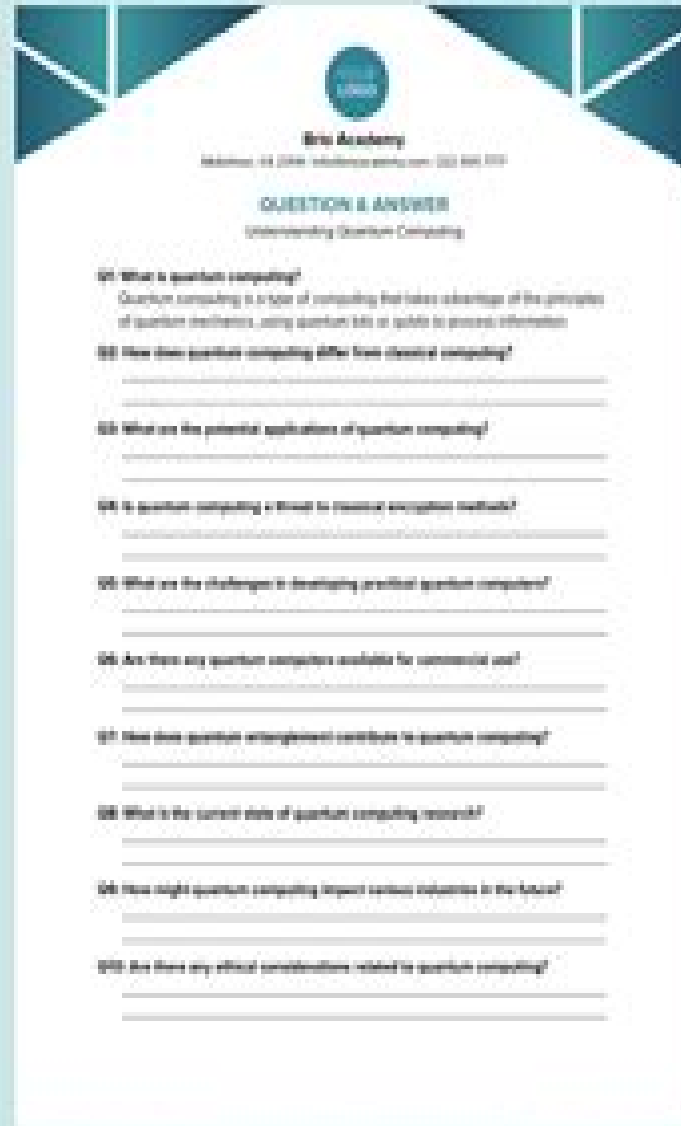 LOGO
Bris Academy
QUESTION & ANSWER
Understanding Quantum Computing
Q1 What is quantum computing?
Quantum computing is a type of computing that takes advantage of the principles
of quantum mechanics, using quantum bits or qubits to process information
Q2 How does quantum computing differ from classical computing?
Q3 What are the potential applications of quantum computing?
Q4 Is quantum computing a threat to classical encryption methods?
Q5 What are the challenges in developing practical quantum computers?
Q6 Are there any quantum computers available for commercial use?
Q7 How does quantum entanglement contribute to quantum computing?
Q8 What is the current state of quantum computing research?
Q9 How might quantum computing impact various industries in the future?
Q10 Are there any ethical considerations related to quantum computing?